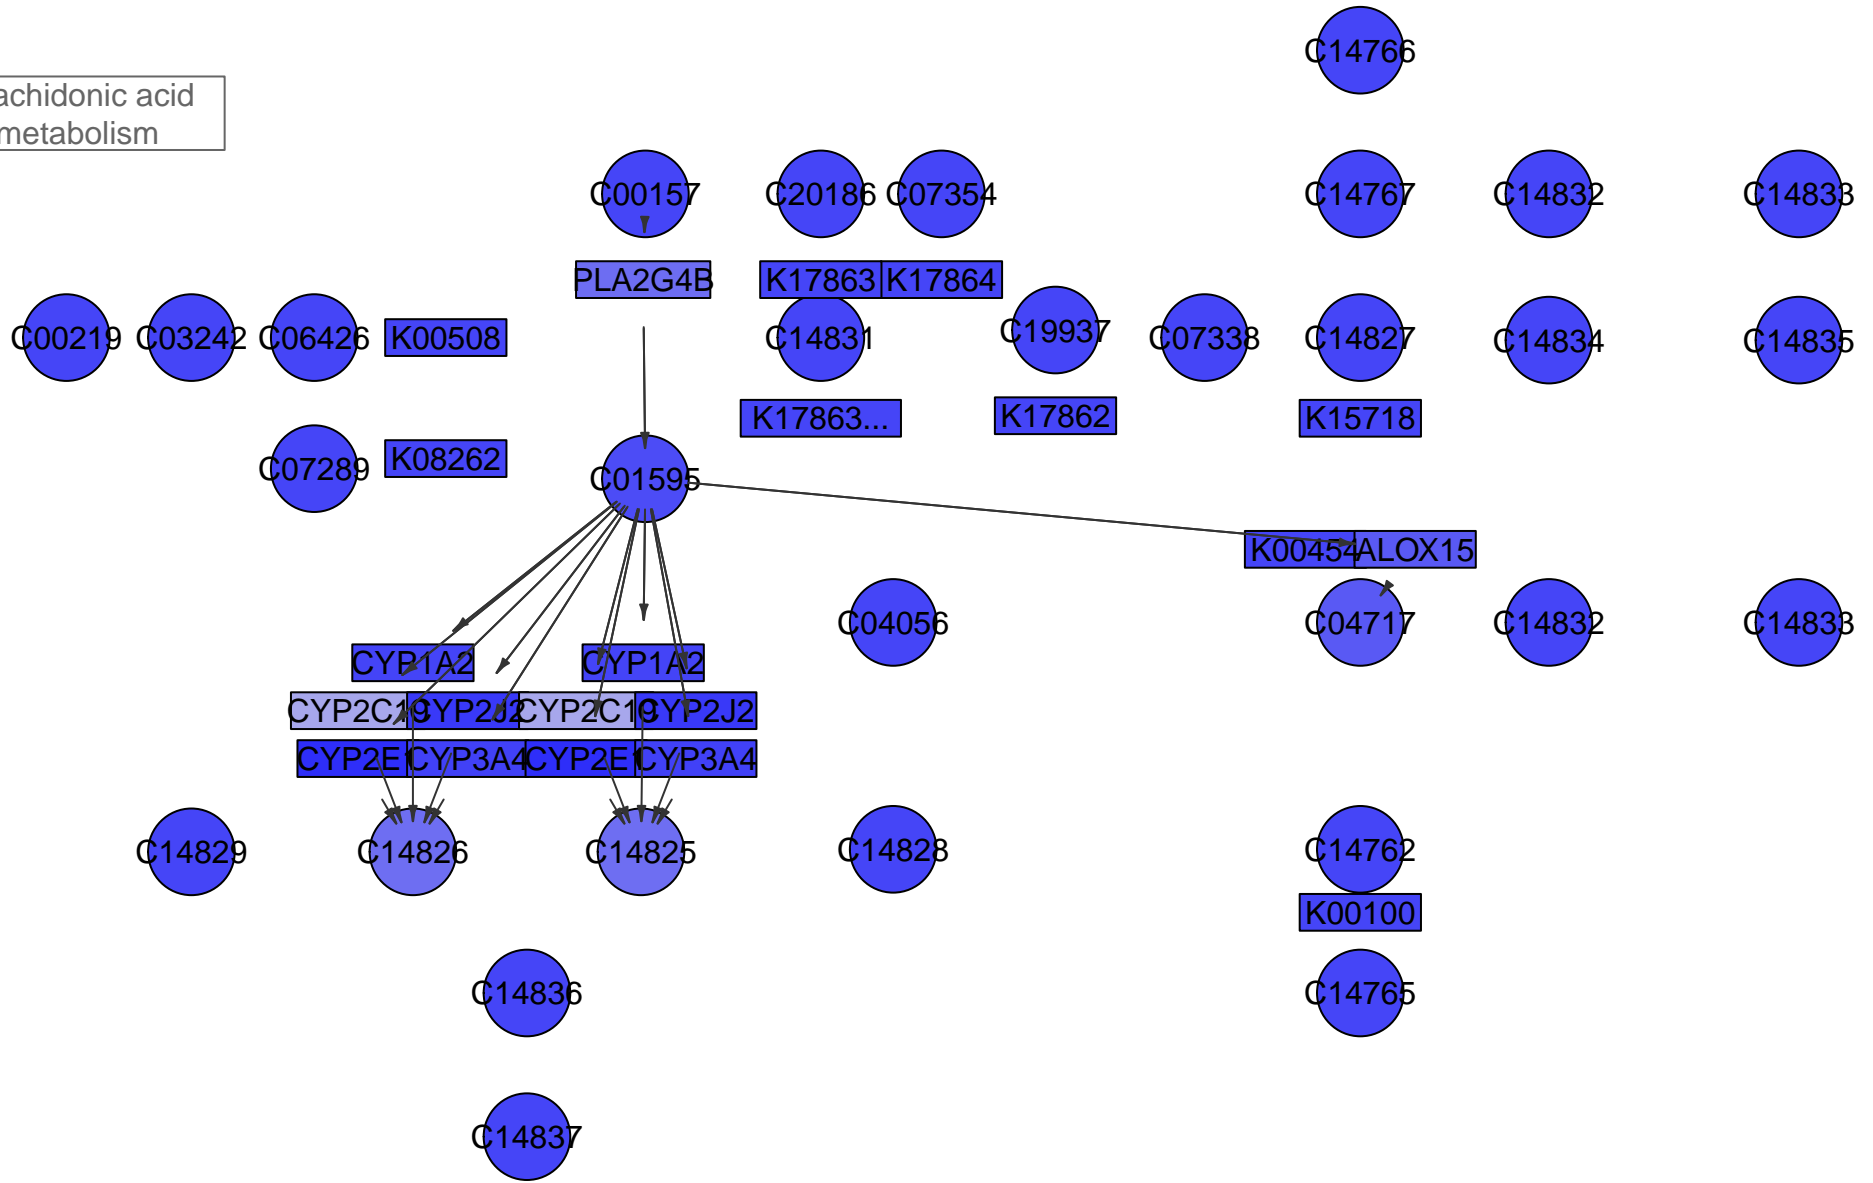 C14766
achidonic acid
metabolism
C00157
C20186
C07354
C14767
C14832
C14833
PLA2G4B
K17863
K17864
C00219
C03242
C06426
K00508
C14831
C19937
C07338
C14827
C14834
C14835
K17863...
K17862
K15718
C07289
K08262
C01595
K00454
ALOX15
C04056
C04717
C14832
C14833
CYP1A2
CYP1A2
CYP2C19
CYP2J2
CYP2C19
CYP2J2
CYP2E1
CYP3A4
CYP2E1
CYP3A4
C14829
C14826
C14825
C14828
C14762
K00100
C14836
C14765
C14837